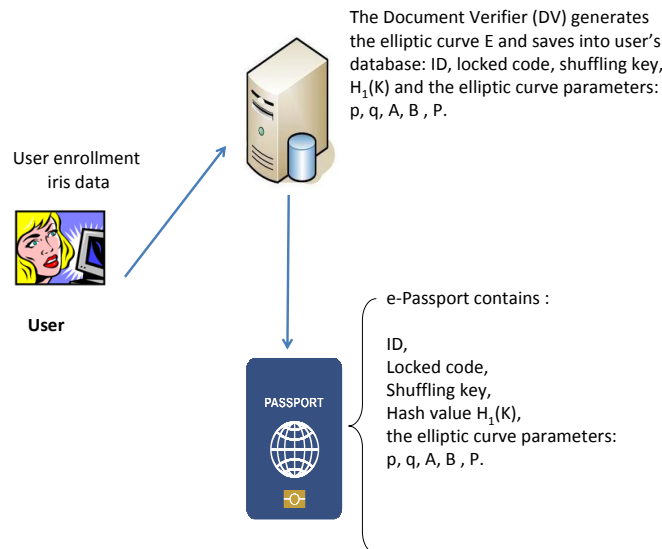 The Document Verifier (DV) generates
the elliptic curve E and saves into user's
database: ID, locked code, shuffling key,
H₁(K) and the elliptic curve parameters:
p, q, A, B , P.
User enrollment
iris data
User
e-Passport contains :
ID,
Locked code,
Shuffling key,
Hash value H₁(K),
the elliptic curve parameters:
p, q, A, B , P.
PASSPORT